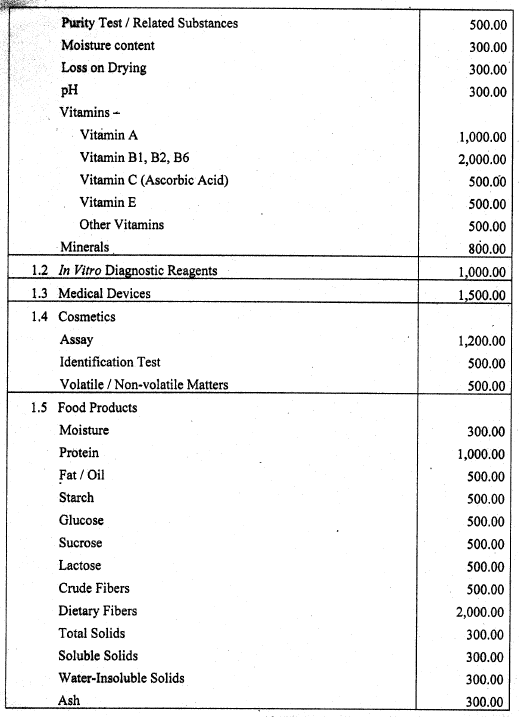 Purity Test / Related Substances 500.00
Moisture content 300.00
Loss on Drying 300.00
pH 300.00
Vitamins –
Vitamin A 1,000.00
Vitamin B1, B2, B6 2,000.00
Vitamin C (Ascorbic Acid) 500.00
Vitamin E 500.00
Other Vitamins 500.00
Minerals 800.00
1.2 In Vitro Diagnostic Reagents 1,000.00
1.3 Medical Devices 1,500.00
1.4 Cosmetics
Assay 1,200.00
Identification Test 500.00
Volatile / Non-volatile Matters 500.00
1.5 Food Products
Moisture 300.00
Protein 1,000.00
Fat / Oil 500.00
Starch 500.00
Glucose 500.00
Sucrose 500.00
Lactose 500.00
Crude Fibers 500.00
Dietary Fibers 2,000.00
Total Solids 300.00
Soluble Solids 300.00
Water-Insoluble Solids 300.00
Ash 300.00